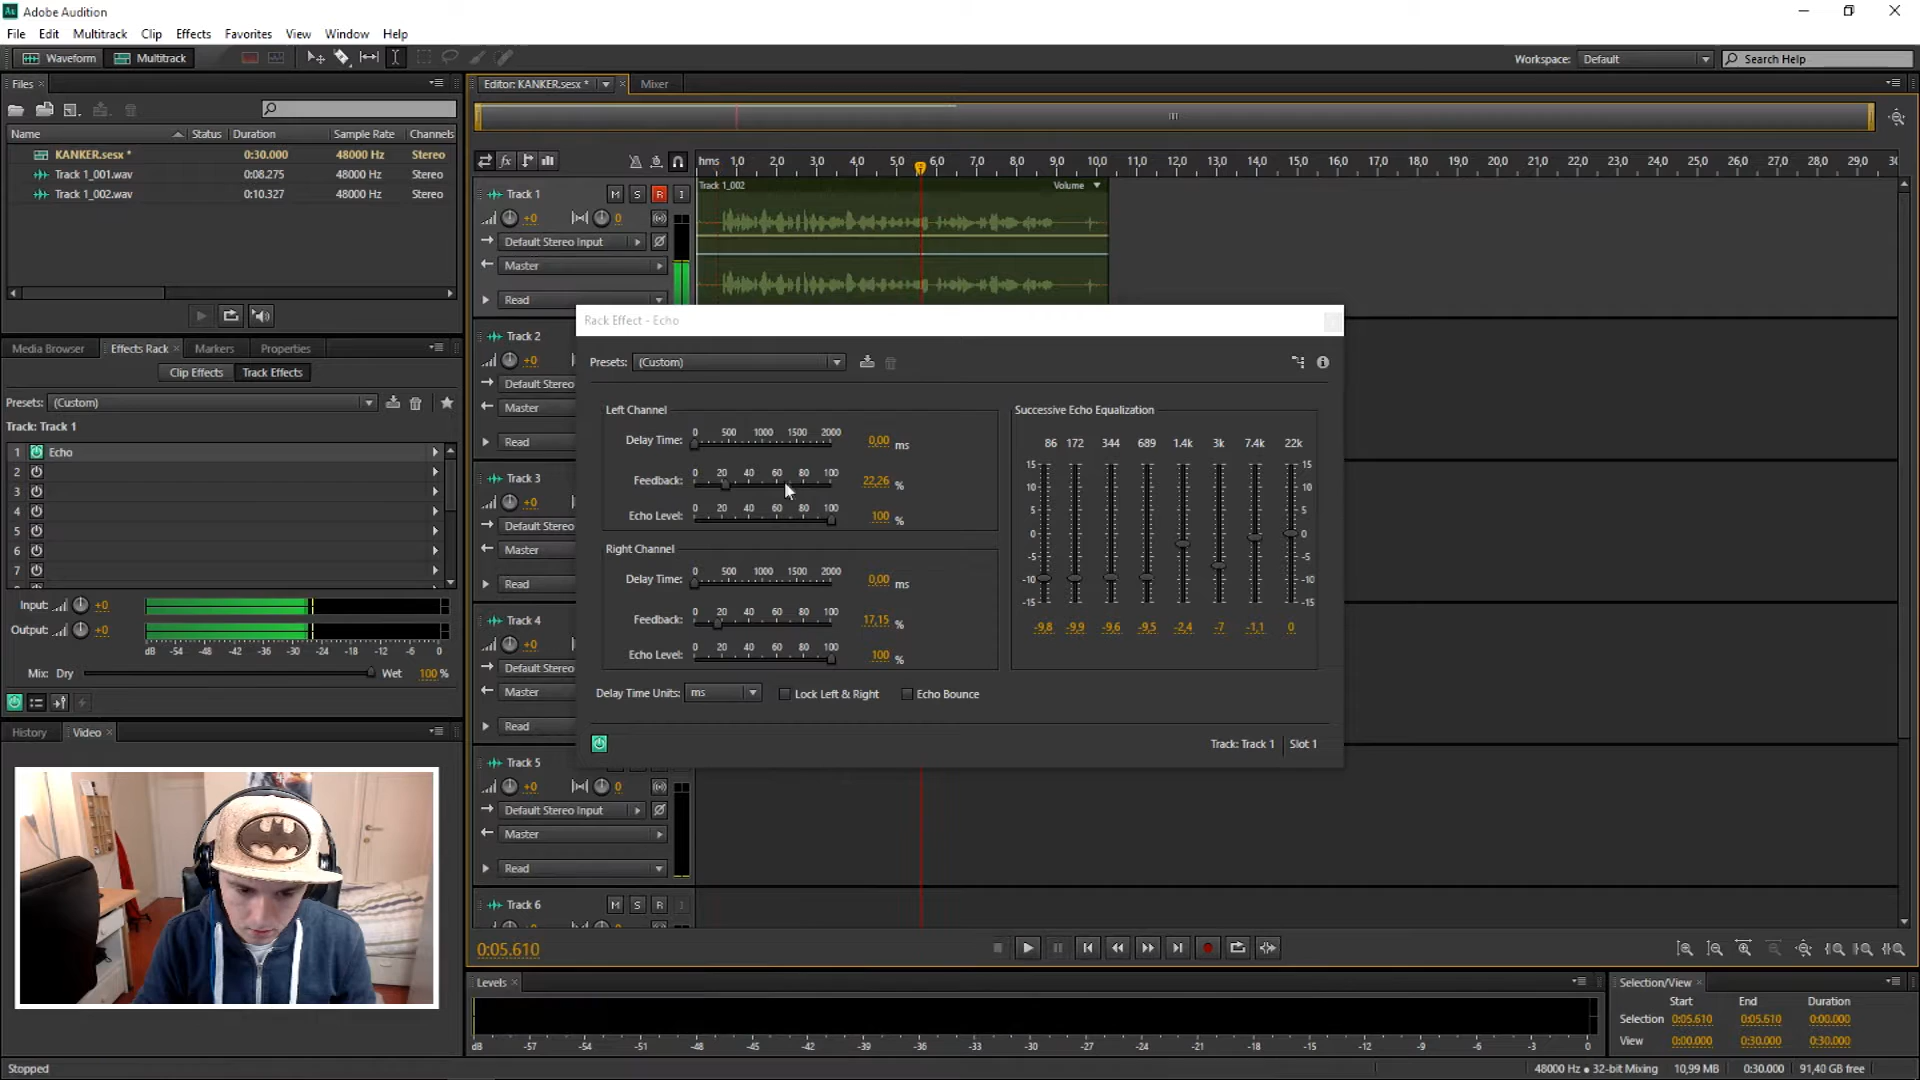 Adobe Audition
File Edit Multitrack Clip Effects Favorites View Window Help
Waveform Multitrack
Workspace: Default
Search Help
Files
Name Status Duration Sample Rate Channels
KANKER.sesx * 0:30.000 48000 Hz Stereo
Track 1_001.wav 0:08.275 48000 Hz Stereo
Track 1_002.wav 0:10.327 48000 Hz Stereo
Media Browser Effects Rack Markers Properties
Clip Effects Track Effects
Presets: (Custom)
Track: Track 1
1 Echo
2
3
4
5
6
7
Input: +0
Output: +0
dB -54 -48 -42 -36 -30 -24 -18 -12 -6 0
Mix: Dry Wet 100 %
History Video
Editor: KANKER.sesx * Mixer
hms 1,0 2,0 3,0 4,0 5,0 6,0 7,0 8,0 9,0 10,0 11,0 12,0 13,0 14,0 15,0 16,0 17,0 18,0 19,0 20,0 21,0 22,0 23,0 24,0 25,0 26,0 27,0 28,0 29,0
Track 1 M S R I
+0 0
Default Stereo Input
Master
Read
Track 1_002 Volume
Track 2
+0
Default Stereo
Master
Read
Track 3
+0
Default Stereo
Master
Read
Track 4
+0
Default Stereo
Master
Read
Track 5
+0 0
Default Stereo Input
Master
Read
Track 6 M S R I
Rack Effect - Echo
Presets: (Custom)
Left Channel
0 500 1000 1500 2000
Delay Time: 0,00 ms
0 20 40 60 80 100
Feedback: 22,26 %
0 20 40 60 80 100
Echo Level: 100 %
Right Channel
0 500 1000 1500 2000
Delay Time: 0,00 ms
0 20 40 60 80 100
Feedback: 17,15 %
0 20 40 60 80 100
Echo Level: 100 %
Successive Echo Equalization
86 172 344 689 1.4k 3k 7.4k 22k
15 15
10 10
5 5
0 0
-5 -5
-10 -10
-15 -15
-9,8 -9,9 -9,6 -9,5 -2,4 -7 -1,1 0
Delay Time Units: ms Lock Left & Right Echo Bounce
Track: Track 1 Slot 1
0:05.610
Levels
dB -57 -54 -51 -48 -45 -42 -39 -36 -33 -30 -27 -24 -21 -18 -15 -12 -9 -6 -3 0
Selection/View
Start End Duration
Selection 0:05.610 0:05.610 0:00.000
View 0:00.000 0:30.000 0:30.000
Stopped
48000 Hz ● 32-bit Mixing 10,99 MB 0:30.000 91,40 GB free